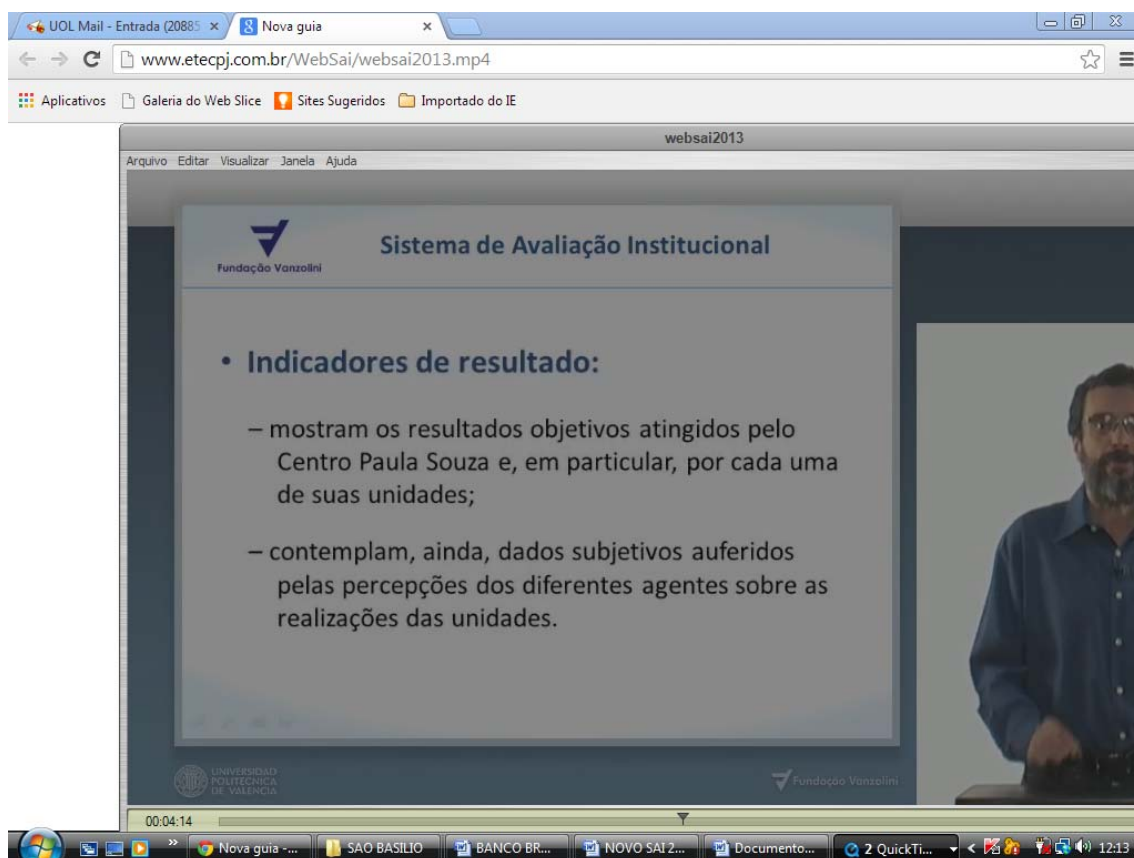 UOL Mail - Entrada (20885
Nova guia
www.etecpj.com.br/WebSai/websai2013.mp4
Aplicativos Galeria do Web Slice Sites Sugeridos Importado do IE
websai2013
Arquivo Editar Visualizar Janela Ajuda
Fundação Vanzolini
Sistema de Avaliação Institucional
• Indicadores de resultado:
– mostram os resultados objetivos atingidos pelo
Centro Paula Souza e, em particular, por cada uma
de suas unidades;
– contemplam, ainda, dados subjetivos auferidos
pelas percepções dos diferentes agentes sobre as
realizações das unidades.
UNIVERSIDAD
POLITECNICA
DE VALENCIA
Fundação Vanzolini
00:04:14
Nova guia -... SAO BASILIO BANCO BR... NOVO SAI 2... Documento... 2 QuickTi... 12:13